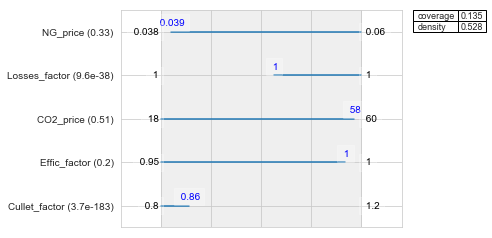 0.039
NG_price (0.33) 0.038 0.06
coverage 0.135
density 0.528
1
Losses_factor (9.6e-38) 1 1
58
CO2_price (0.51) 18 60
1
Effic_factor (0.2) 0.95 1
0.86
Cullet_factor (3.7e-183) 0.8 1.2